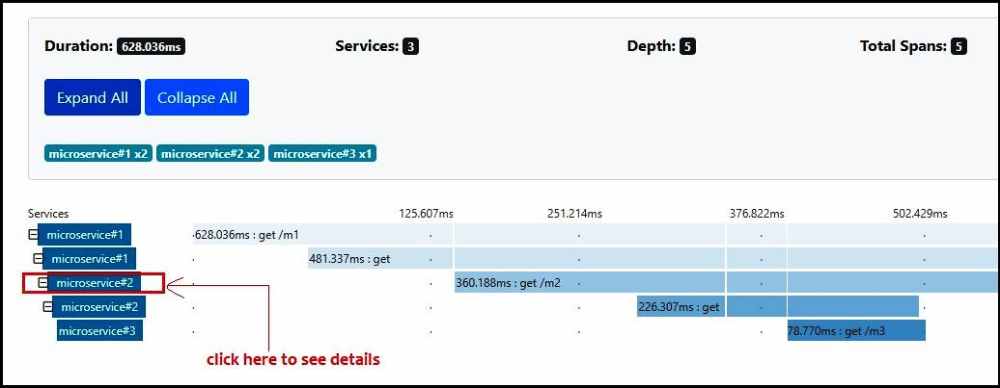 Duration: 628.036ms Services: 3 Depth: 5 Total Spans: 5
Expand All Collapse All
microservice#1 x2 microservice#2 x2 microservice#3 x1
Services 125.607ms 251.214ms 376.822ms 502.429ms
microservice#1 628.036ms : get /m1
microservice#1 481.337ms : get
microservice#2 360.188ms : get /m2
microservice#2 226.307ms : get
microservice#3 78.770ms : get /m3
click here to see details